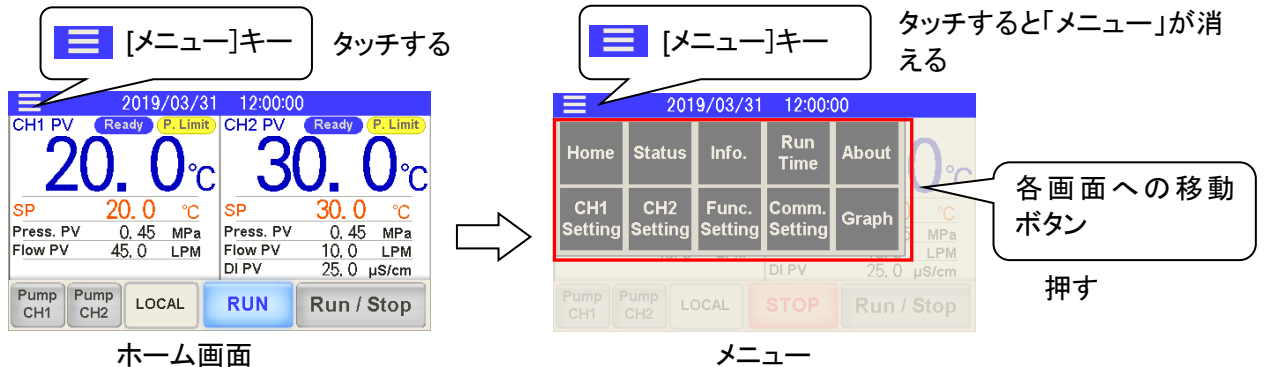 [メニュー]キー
タッチする
2019/03/31 12:00:00
CH1 PV Ready P. Limit
20. 0 ℃
SP 20. 0 ℃
Press. PV 0. 45 MPa
Flow PV 45. 0 LPM
CH2 PV Ready P. Limit
30. 0 ℃
SP 30. 0 ℃
Press. PV 0. 45 MPa
Flow PV 10. 0 LPM
DI PV 25. 0 μS/cm
Pump CH1
Pump CH2
LOCAL
RUN
Run / Stop
ホーム画面
[メニュー]キー
タッチすると「メニュー」が消
える
2019/03/31 12:00:00
Home
Status
Info.
Run
Time
About
CH1
Setting
CH2
Setting
Func.
Setting
Comm.
Setting
Graph
0 ℃
℃
5 MPa
LPM
DI PV 25. 0 μS/cm
Pump CH1
Pump CH2
LOCAL
STOP
Run / Stop
各画面への移動
ボタン
押す
メニュー